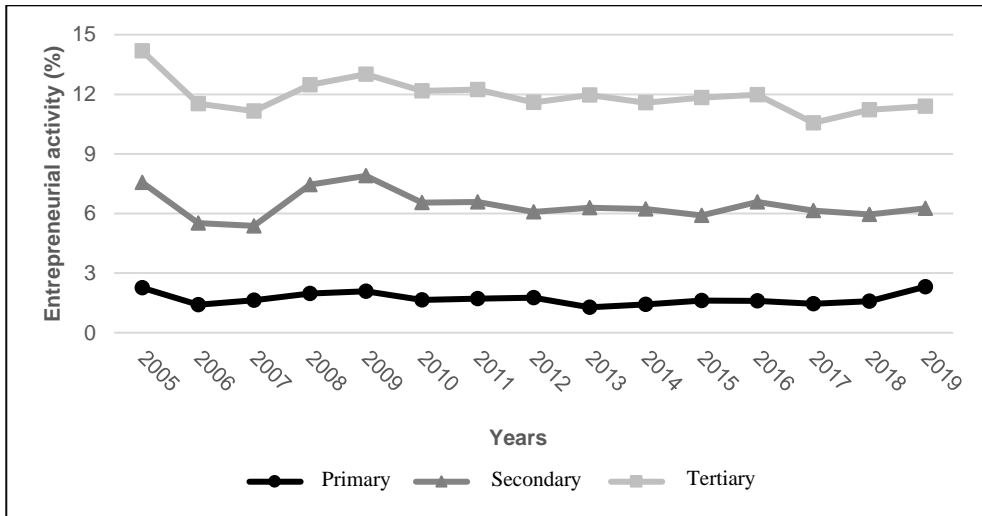 Entrepreneurial activity (%)
15
12
9
6
3
0
2005 2006 2007 2008 2009 2010 2011 2012 2013 2014 2015 2016 2017 2018 2019
Years
Primary Secondary Tertiary